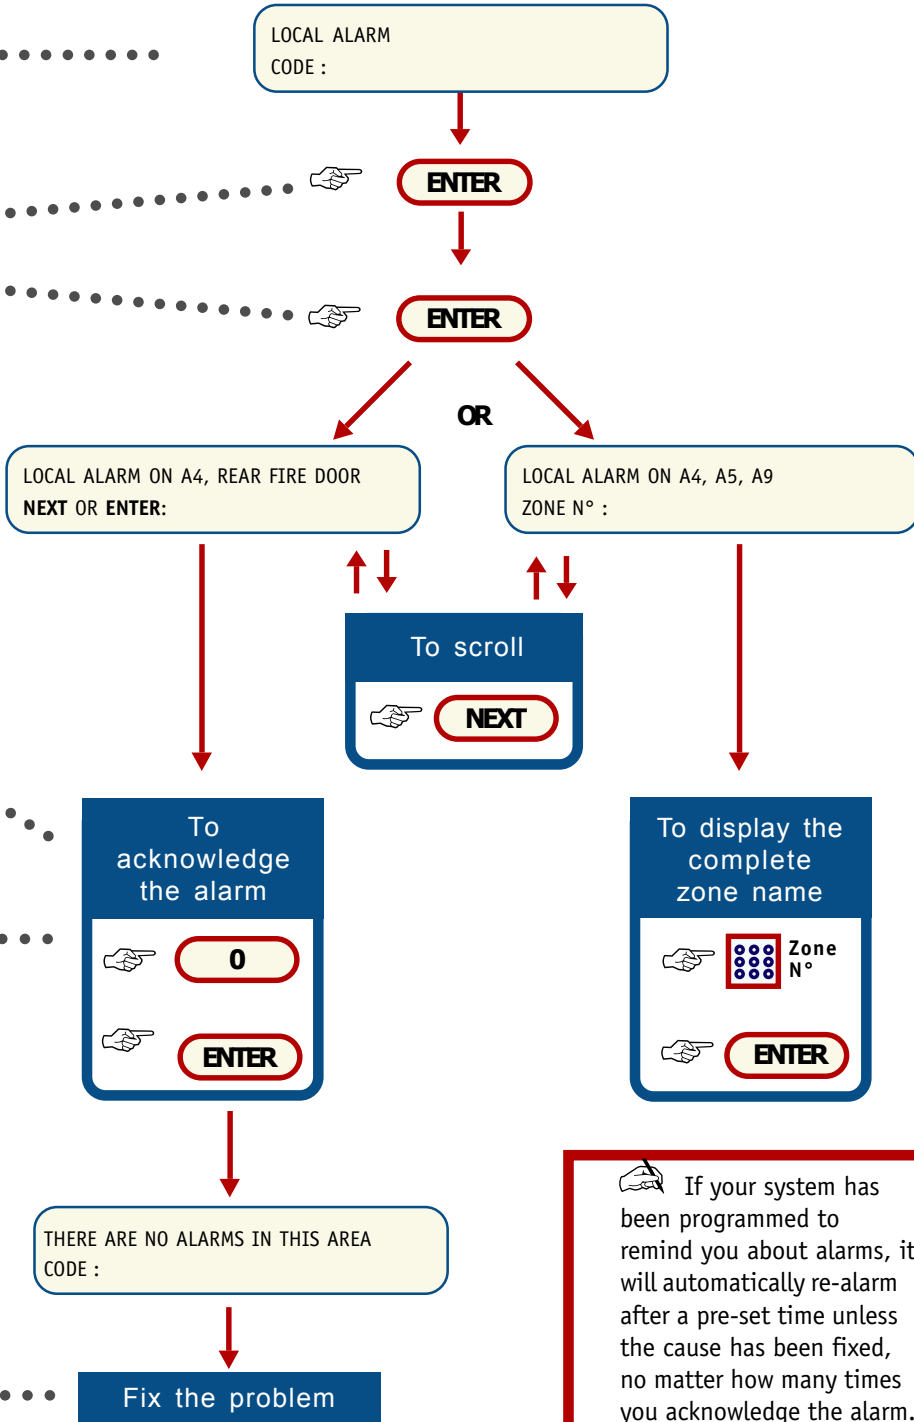 LOCAL ALARM
CODE :
ENTER
ENTER
OR
LOCAL ALARM ON A4, REAR FIRE DOOR
NEXT OR ENTER:
LOCAL ALARM ON A4, A5, A9
ZONE N° :
To scroll
NEXT
To
acknowledge
the alarm
0
ENTER
To display the
complete
zone name
Zone
N°
ENTER
THERE ARE NO ALARMS IN THIS AREA
CODE :
Fix the problem
If your system has
been programmed to
remind you about alarms, it
will automatically re-alarm
after a pre-set time unless
the cause has been fixed,
no matter how many times
you acknowledge the alarm.